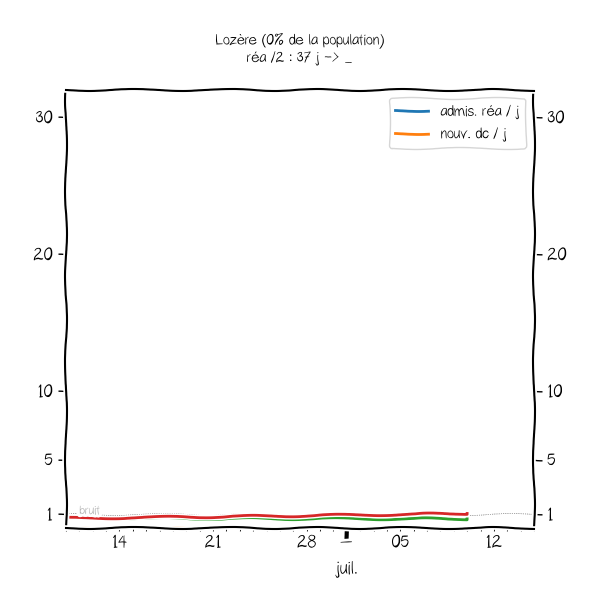 Lozère (0% de la population)
réa /2 : 37 j -> _
admis. réa / j
nouv. dc / j
30
30
20
20
10
10
5
5
1
bruit
1
14 21 28 05 12
juil.